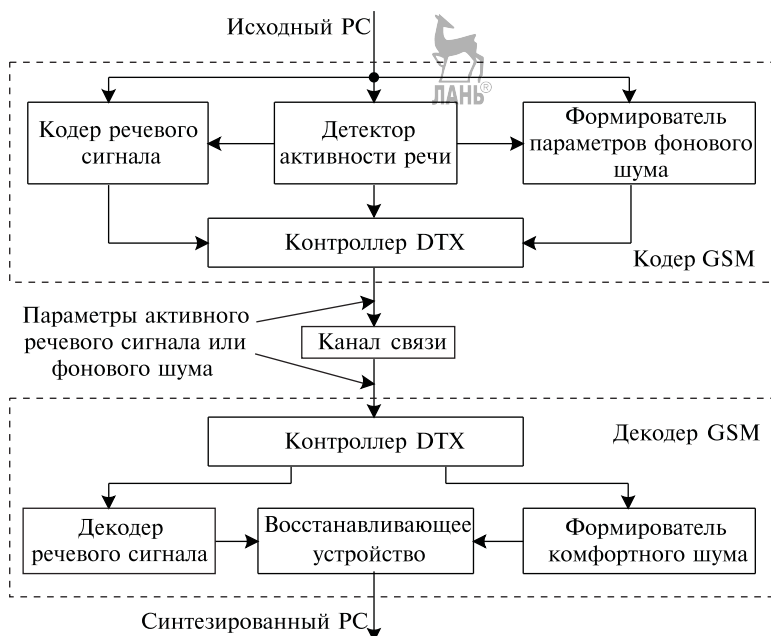 Исходный РС
ЛАНЬ®
Кодер речевого
сигнала
Детектор
активности речи
Формирователь
параметров фонового
шума
Контроллер DTX
Кодер GSM
Параметры активного
речевого сигнала или
фонового шума
Канал связи
Контроллер DTX
Декодер GSM
Декодер
речевого сигнала
Восстанавливающее
устройство
Формирователь
комфортного шума
Синтезированный РС